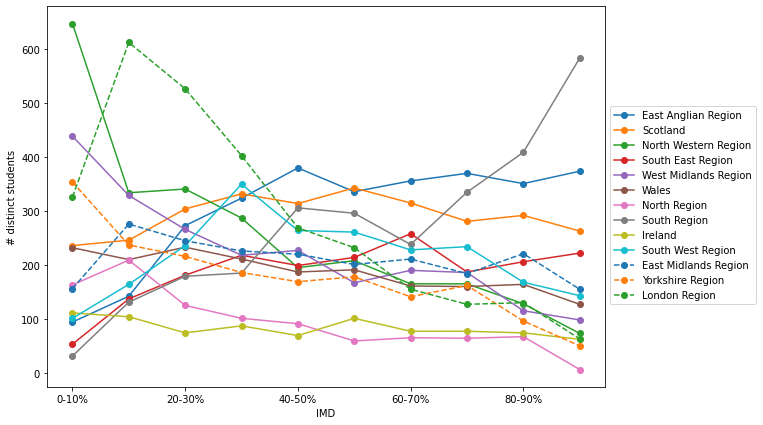 600
500
400
300
200
100
0
# distinct students
0-10%
20-30%
40-50%
60-70%
80-90%
IMD
East Anglian Region
Scotland
North Western Region
South East Region
West Midlands Region
Wales
North Region
South Region
Ireland
South West Region
East Midlands Region
Yorkshire Region
London Region